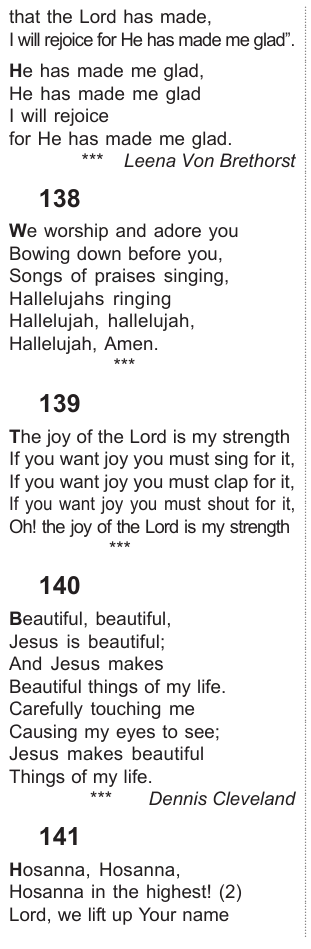 that the Lord has made,
I will rejoice for He has made me glad”.
He has made me glad,
He has made me glad
I will rejoice
for He has made me glad.
*** Leena Von Brethorst
138
We worship and adore you
Bowing down before you,
Songs of praises singing,
Hallelujahs ringing
Hallelujah, hallelujah,
Hallelujah, Amen.
***
139
The joy of the Lord is my strength
If you want joy you must sing for it,
If you want joy you must clap for it,
If you want joy you must shout for it,
Oh! the joy of the Lord is my strength
***
140
Beautiful, beautiful,
Jesus is beautiful;
And Jesus makes
Beautiful things of my life.
Carefully touching me
Causing my eyes to see;
Jesus makes beautiful
Things of my life.
*** Dennis Cleveland
141
Hosanna, Hosanna,
Hosanna in the highest! (2)
Lord, we lift up Your name